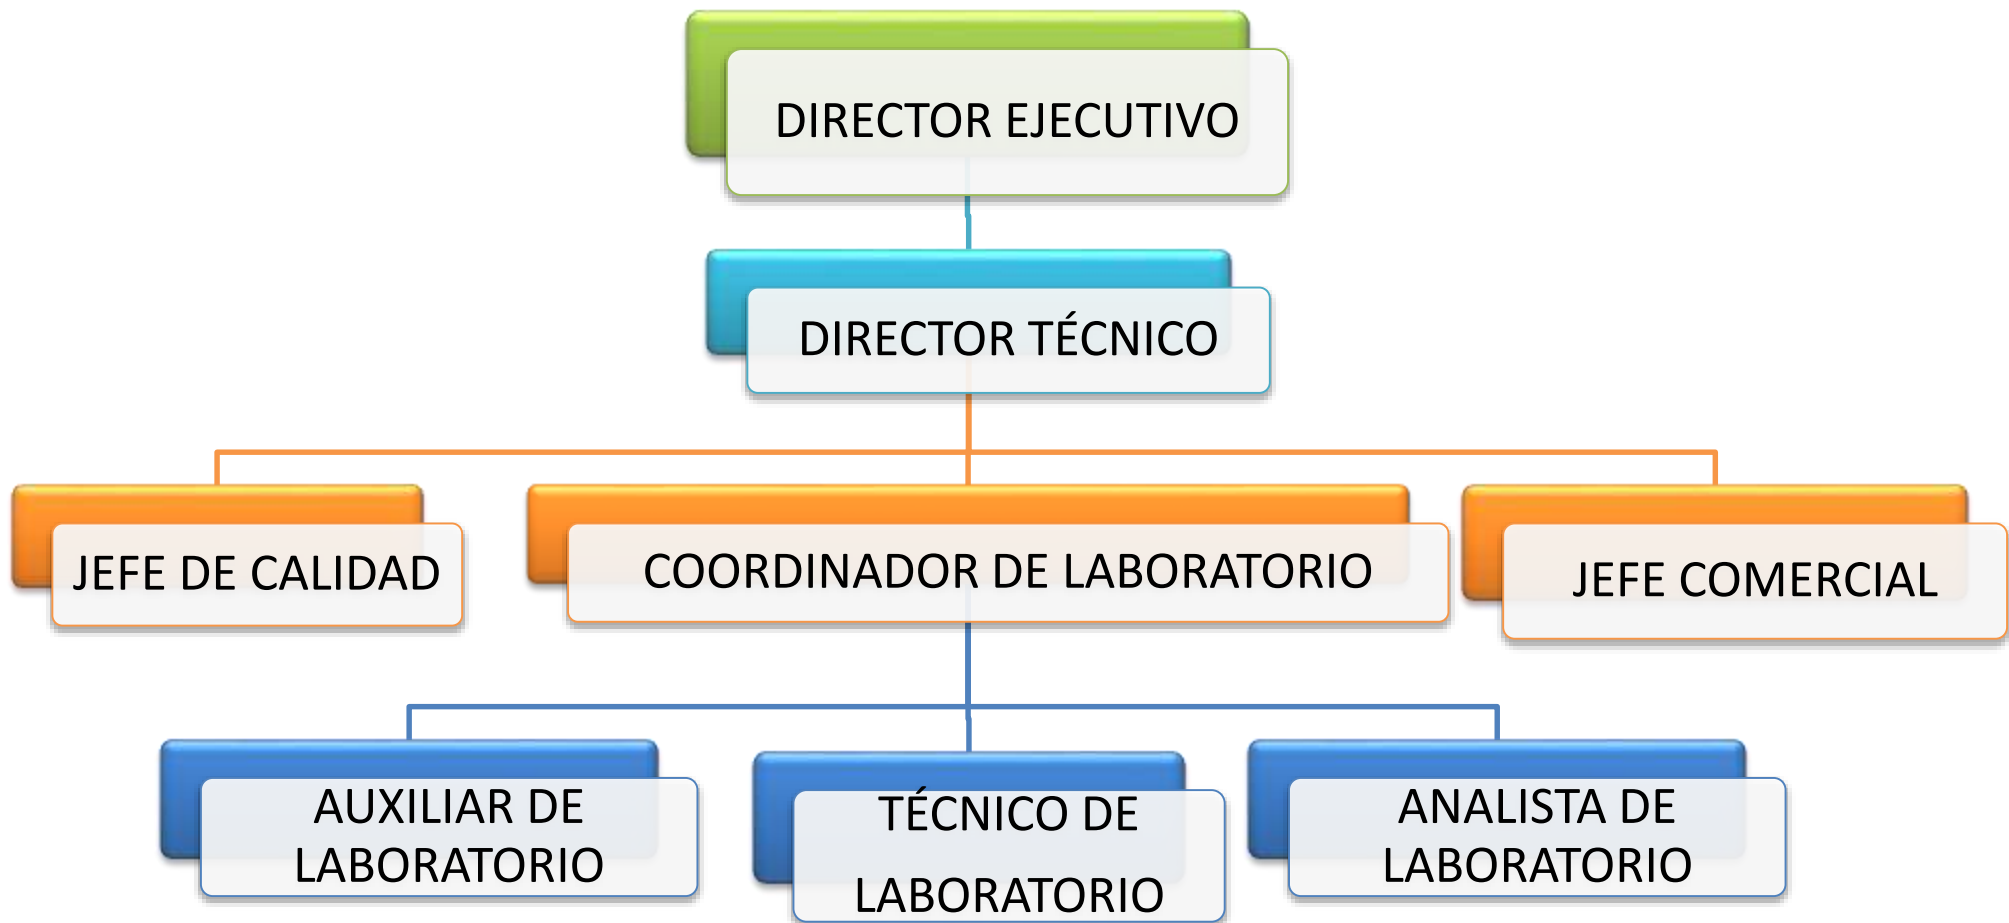 DIRECTOR EJECUTIVO
DIRECTOR TÉCNICO
JEFE DE CALIDAD
COORDINADOR DE LABORATORIO
JEFE COMERCIAL
AUXILIAR DE
LABORATORIO
TÉCNICO DE
LABORATORIO
ANALISTA DE
LABORATORIO